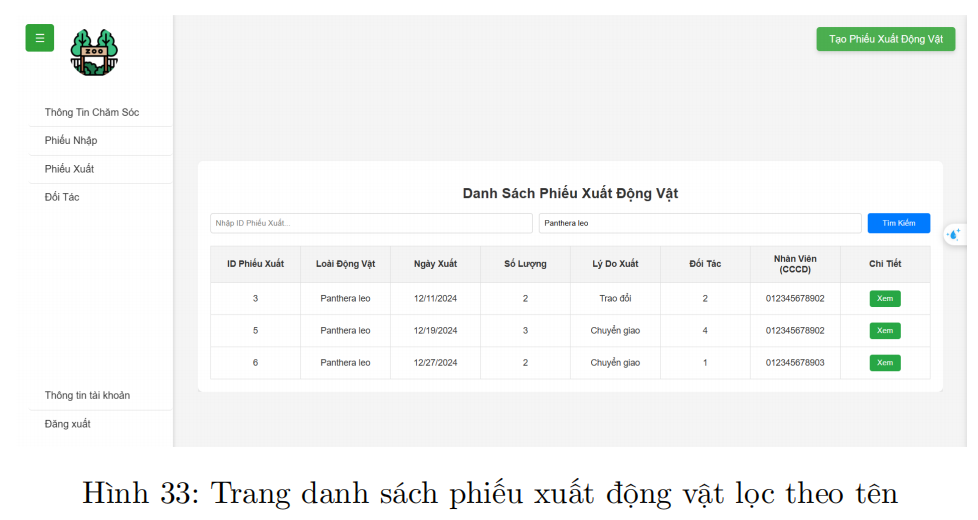 ☰
ZOO
Tạo Phiếu Xuất Động Vật
Thông Tin Chăm Sóc
Phiếu Nhập
Phiếu Xuất
Đối Tác
Danh Sách Phiếu Xuất Động Vật
Nhập ID Phiếu Xuất... Panthera leo Tìm Kiếm
ID Phiếu Xuất Loài Động Vật Ngày Xuất Số Lượng Lý Do Xuất Đối Tác Nhân Viên (CCCD) Chi Tiết
3 Panthera leo 12/11/2024 2 Trao đổi 2 012345678902 Xem
5 Panthera leo 12/19/2024 3 Chuyển giao 4 012345678902 Xem
6 Panthera leo 12/27/2024 2 Chuyển giao 1 012345678903 Xem
Thông tin tài khoản
Đăng xuất
Hình 33: Trang danh sách phiếu xuất động vật lọc theo tên